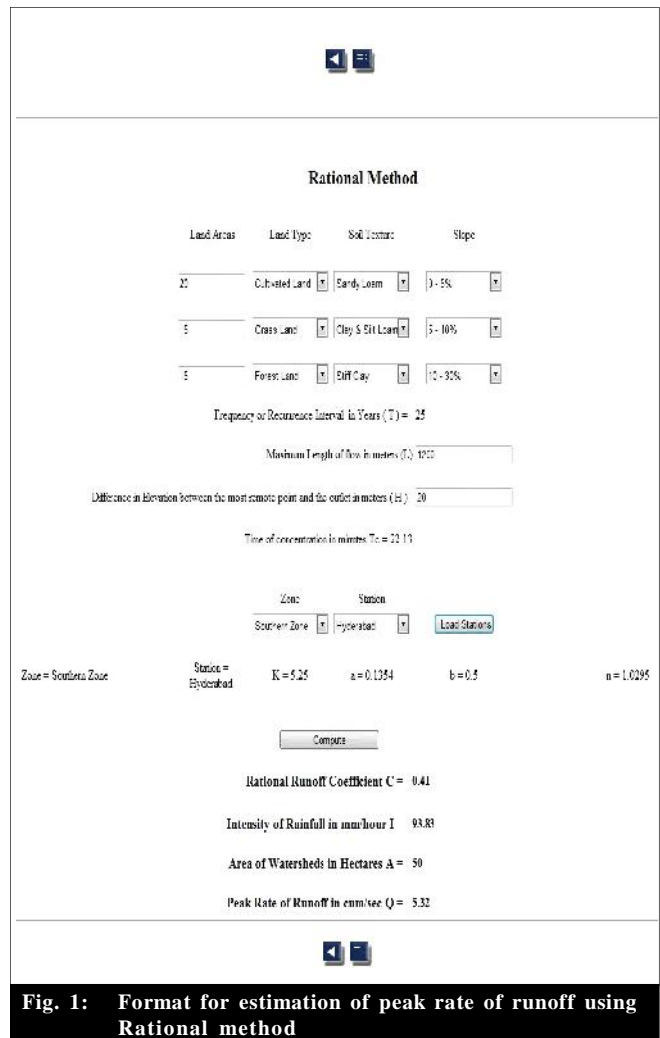 Rational Method
Land Areas Land Type Soil Texture Slope
20 Cultivated Land Sandy Loam 0 - 5%
5 Grass Land Clay & Silt Loam 5 - 10%
5 Forest Land Stiff Clay 10 - 30%
Frequency or Recurrence Interval in Years ( T ) = 25
Maximum Length of flow in meters (L) 1200
Difference in Elevation between the most remote point and the outlet in meters ( H ) 20
Time of concentration in minutes Tc = 22.13
Zone Station
Southern Zone Hyderabad Load Stations
Zone = Southern Zone Station = Hyderabad K = 5.25 a = 0.1354 b = 0.5 n = 1.0295
Compute
Rational Runoff Coefficient C = 0.41
Intensity of Rainfall in mm/hour I 93.83
Area of Watersheds in Hectares A = 50
Peak Rate of Runoff in cum/sec Q = 5.32
Fig. 1: Format for estimation of peak rate of runoff using
Rational method